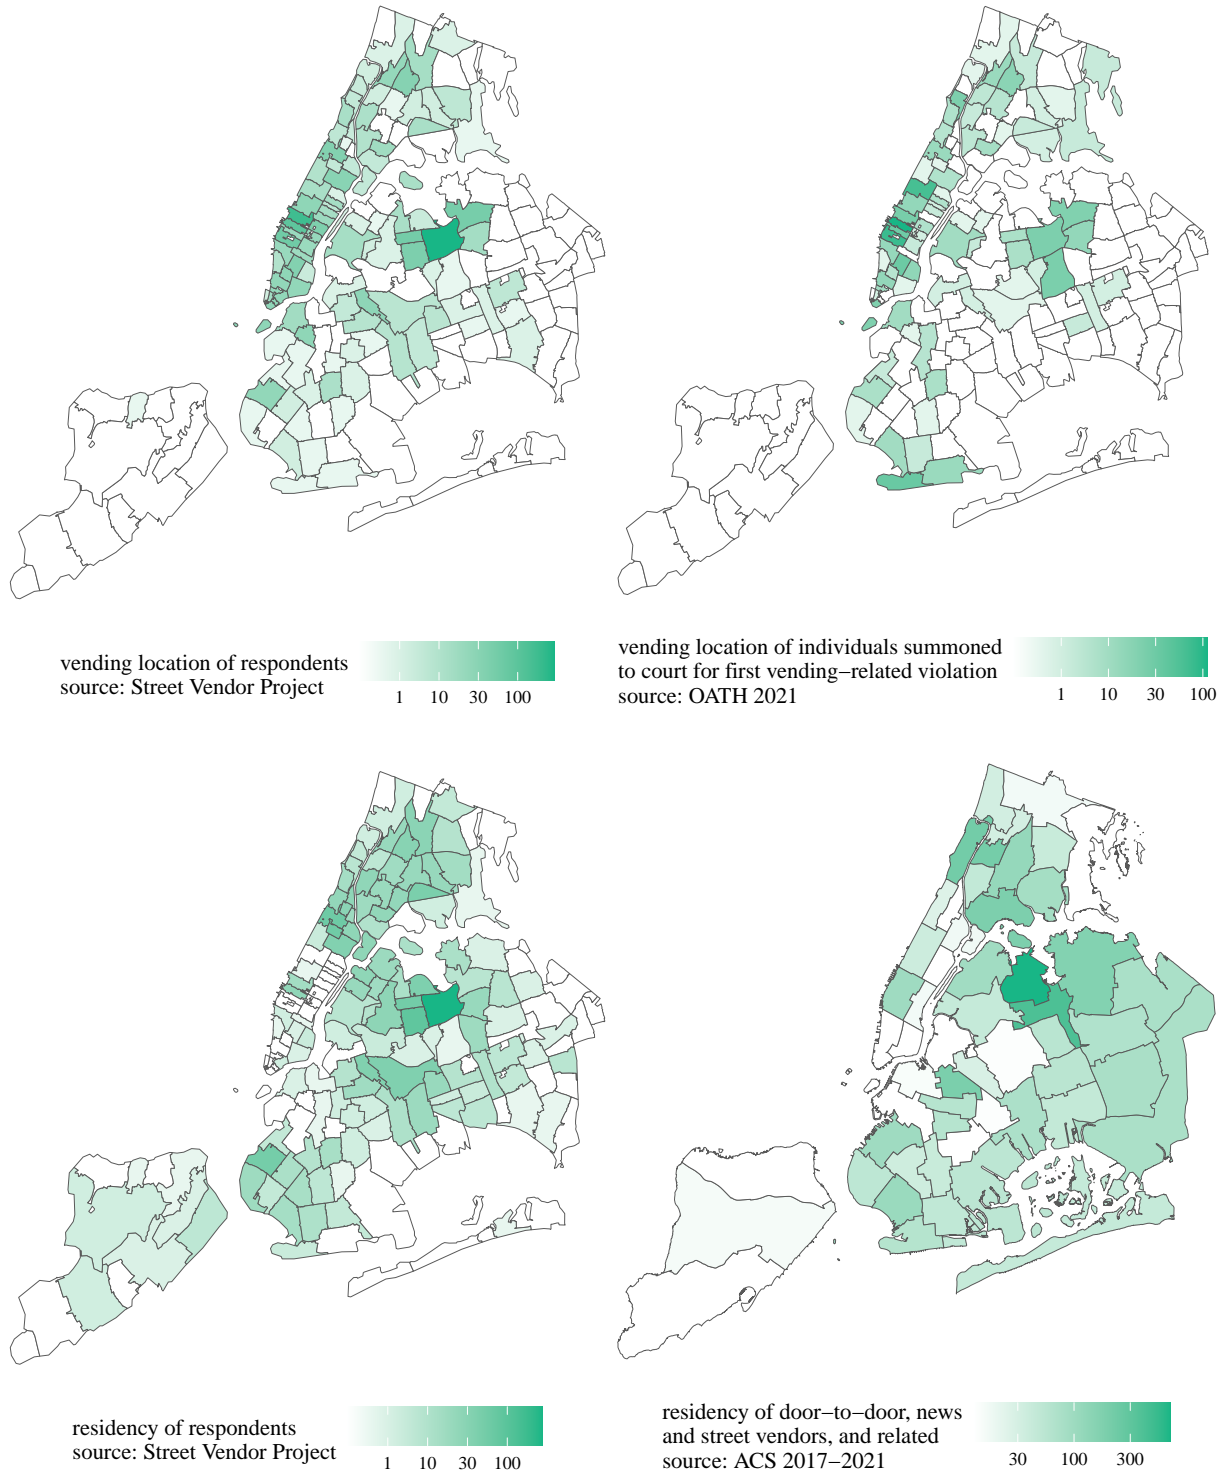 vending location of respondents
source: Street Vendor Project
1 10 30 100
vending location of individuals summoned
to court for first vending−related violation
source: OATH 2021
1 10 30 100
residency of respondents
source: Street Vendor Project
1 10 30 100
residency of door−to−door, news
and street vendors, and related
source: ACS 2017−2021
30 100 300